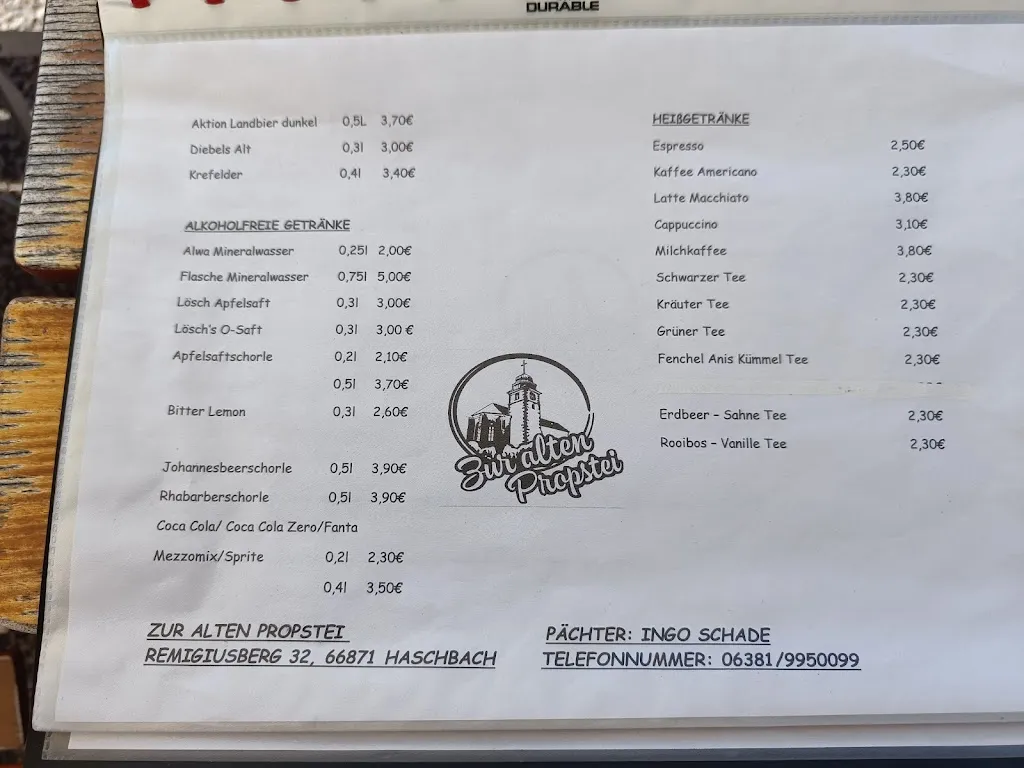 DURABLE
Aktion Landbier dunkel 0,5L 3,70€
Diebels Alt 0,3l 3,00€
Krefelder 0,4l 3,40€
ALKOHOLFREIE GETRÄNKE
Alwa Mineralwasser 0,25l 2,00€
Flasche Mineralwasser 0,75l 5,00€
Lösch Apfelsaft 0,3l 3,00€
Lösch's O-Saft 0,3l 3,00 €
Apfelsaftschorle 0,2l 2,10€
0,5l 3,70€
Bitter Lemon 0,3l 2,60€
Johannesbeerschorle 0,5l 3,90€
Rhabarberschorle 0,5l 3,90€
Coca Cola/ Coca Cola Zero/Fanta
Mezzomix/Sprite 0,2l 2,30€
0,4l 3,50€
Zur alten
Propstei
HEIßGETRÄNKE
Espresso 2,50€
Kaffee Americano 2,30€
Latte Macchiato 3,80€
Cappuccino 3,10€
Milchkaffee 3,80€
Schwarzer Tee 2,30€
Kräuter Tee 2,30€
Grüner Tee 2,30€
Fenchel Anis Kümmel Tee 2,30€
Erdbeer - Sahne Tee 2,30€
Rooibos - Vanille Tee 2,30€
ZUR ALTEN PROPSTEI
REMIGIUSBERG 32, 66871 HASCHBACH
PÄCHTER: INGO SCHADE
TELEFONNUMMER: 06381/9950099